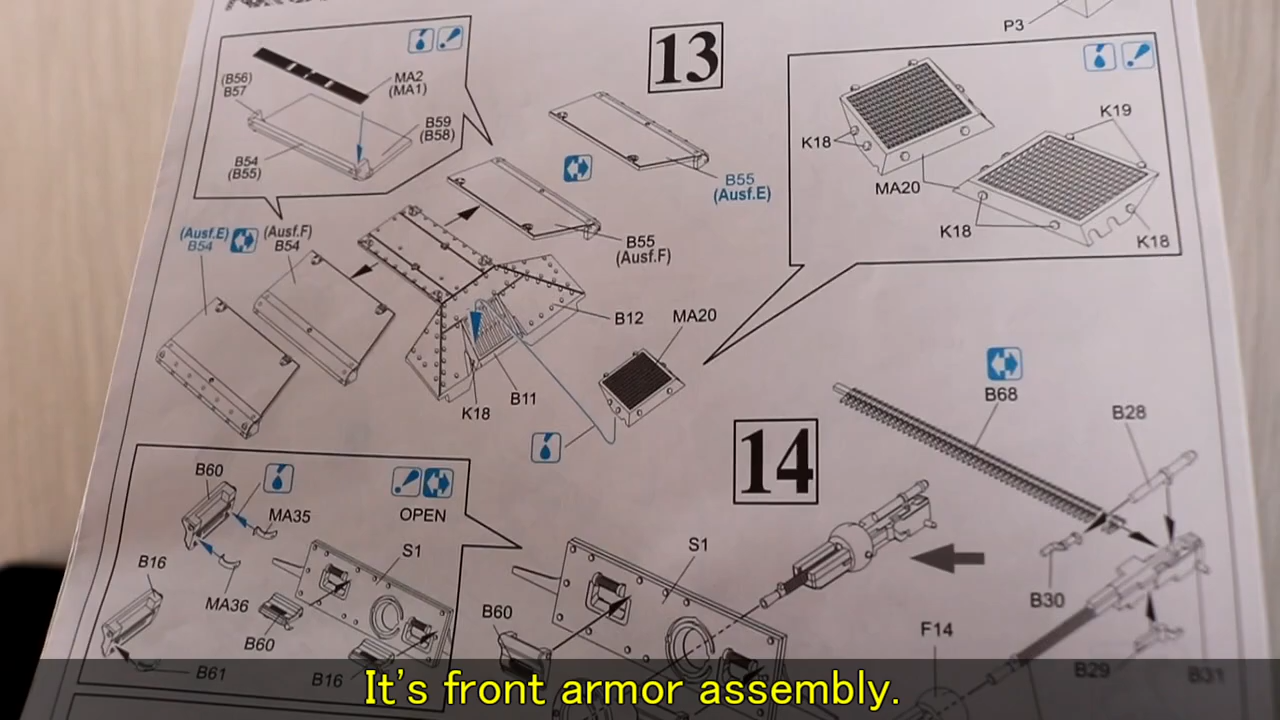 P3
13
(B56)
B57
MA2
(MA1)
B59
(B58)
B54
(B55)
K19
K18
MA20
K18
K18
B55
(Ausf.E)
(Ausf.E)
B54
(Ausf.F)
B54
B55
(Ausf.F)
B12
MA20
K18
B11
14
B68
B28
B60
MA35
OPEN
S1
S1
B16
MA36
B60
B60
B30
F14
B61
B16
B29
B31
It's front armor assembly.